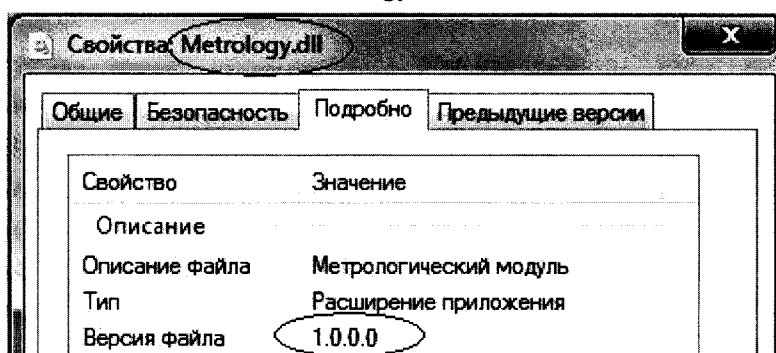 Свойства: Metrology.dll
Общие Безопасность Подробно Предыдущие версии
Свойство Значение
Описание
Описание файла Метрологический модуль
Тип Расширение приложения
Версия файла 1.0.0.0